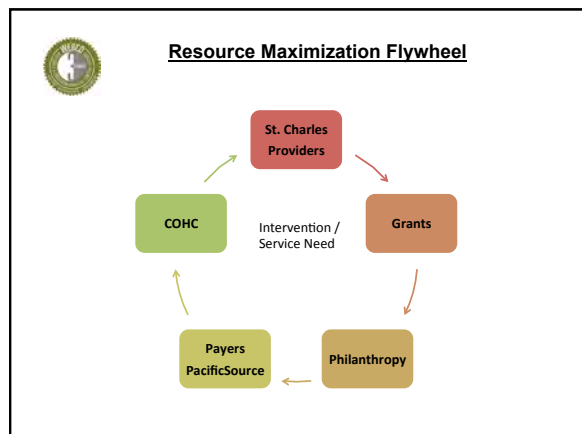 Resource Maximization Flywheel
St. Charles
Providers
COHC
Intervention /
Service Need
Grants
Payers
PacificSource
Philanthropy